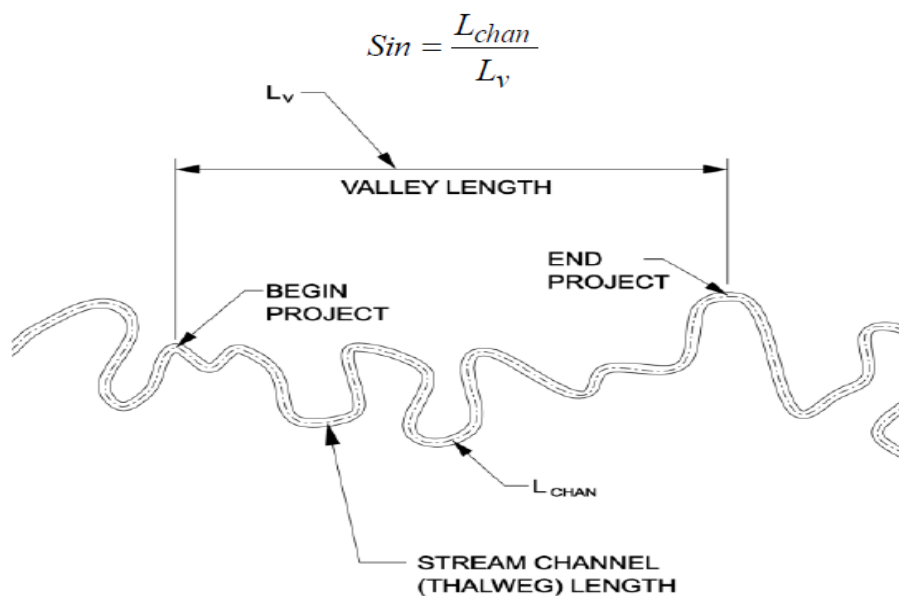 Sin = L_chan / L_v
L_V
VALLEY LENGTH
END
PROJECT
BEGIN
PROJECT
L_CHAN
STREAM CHANNEL
(THALWEG) LENGTH